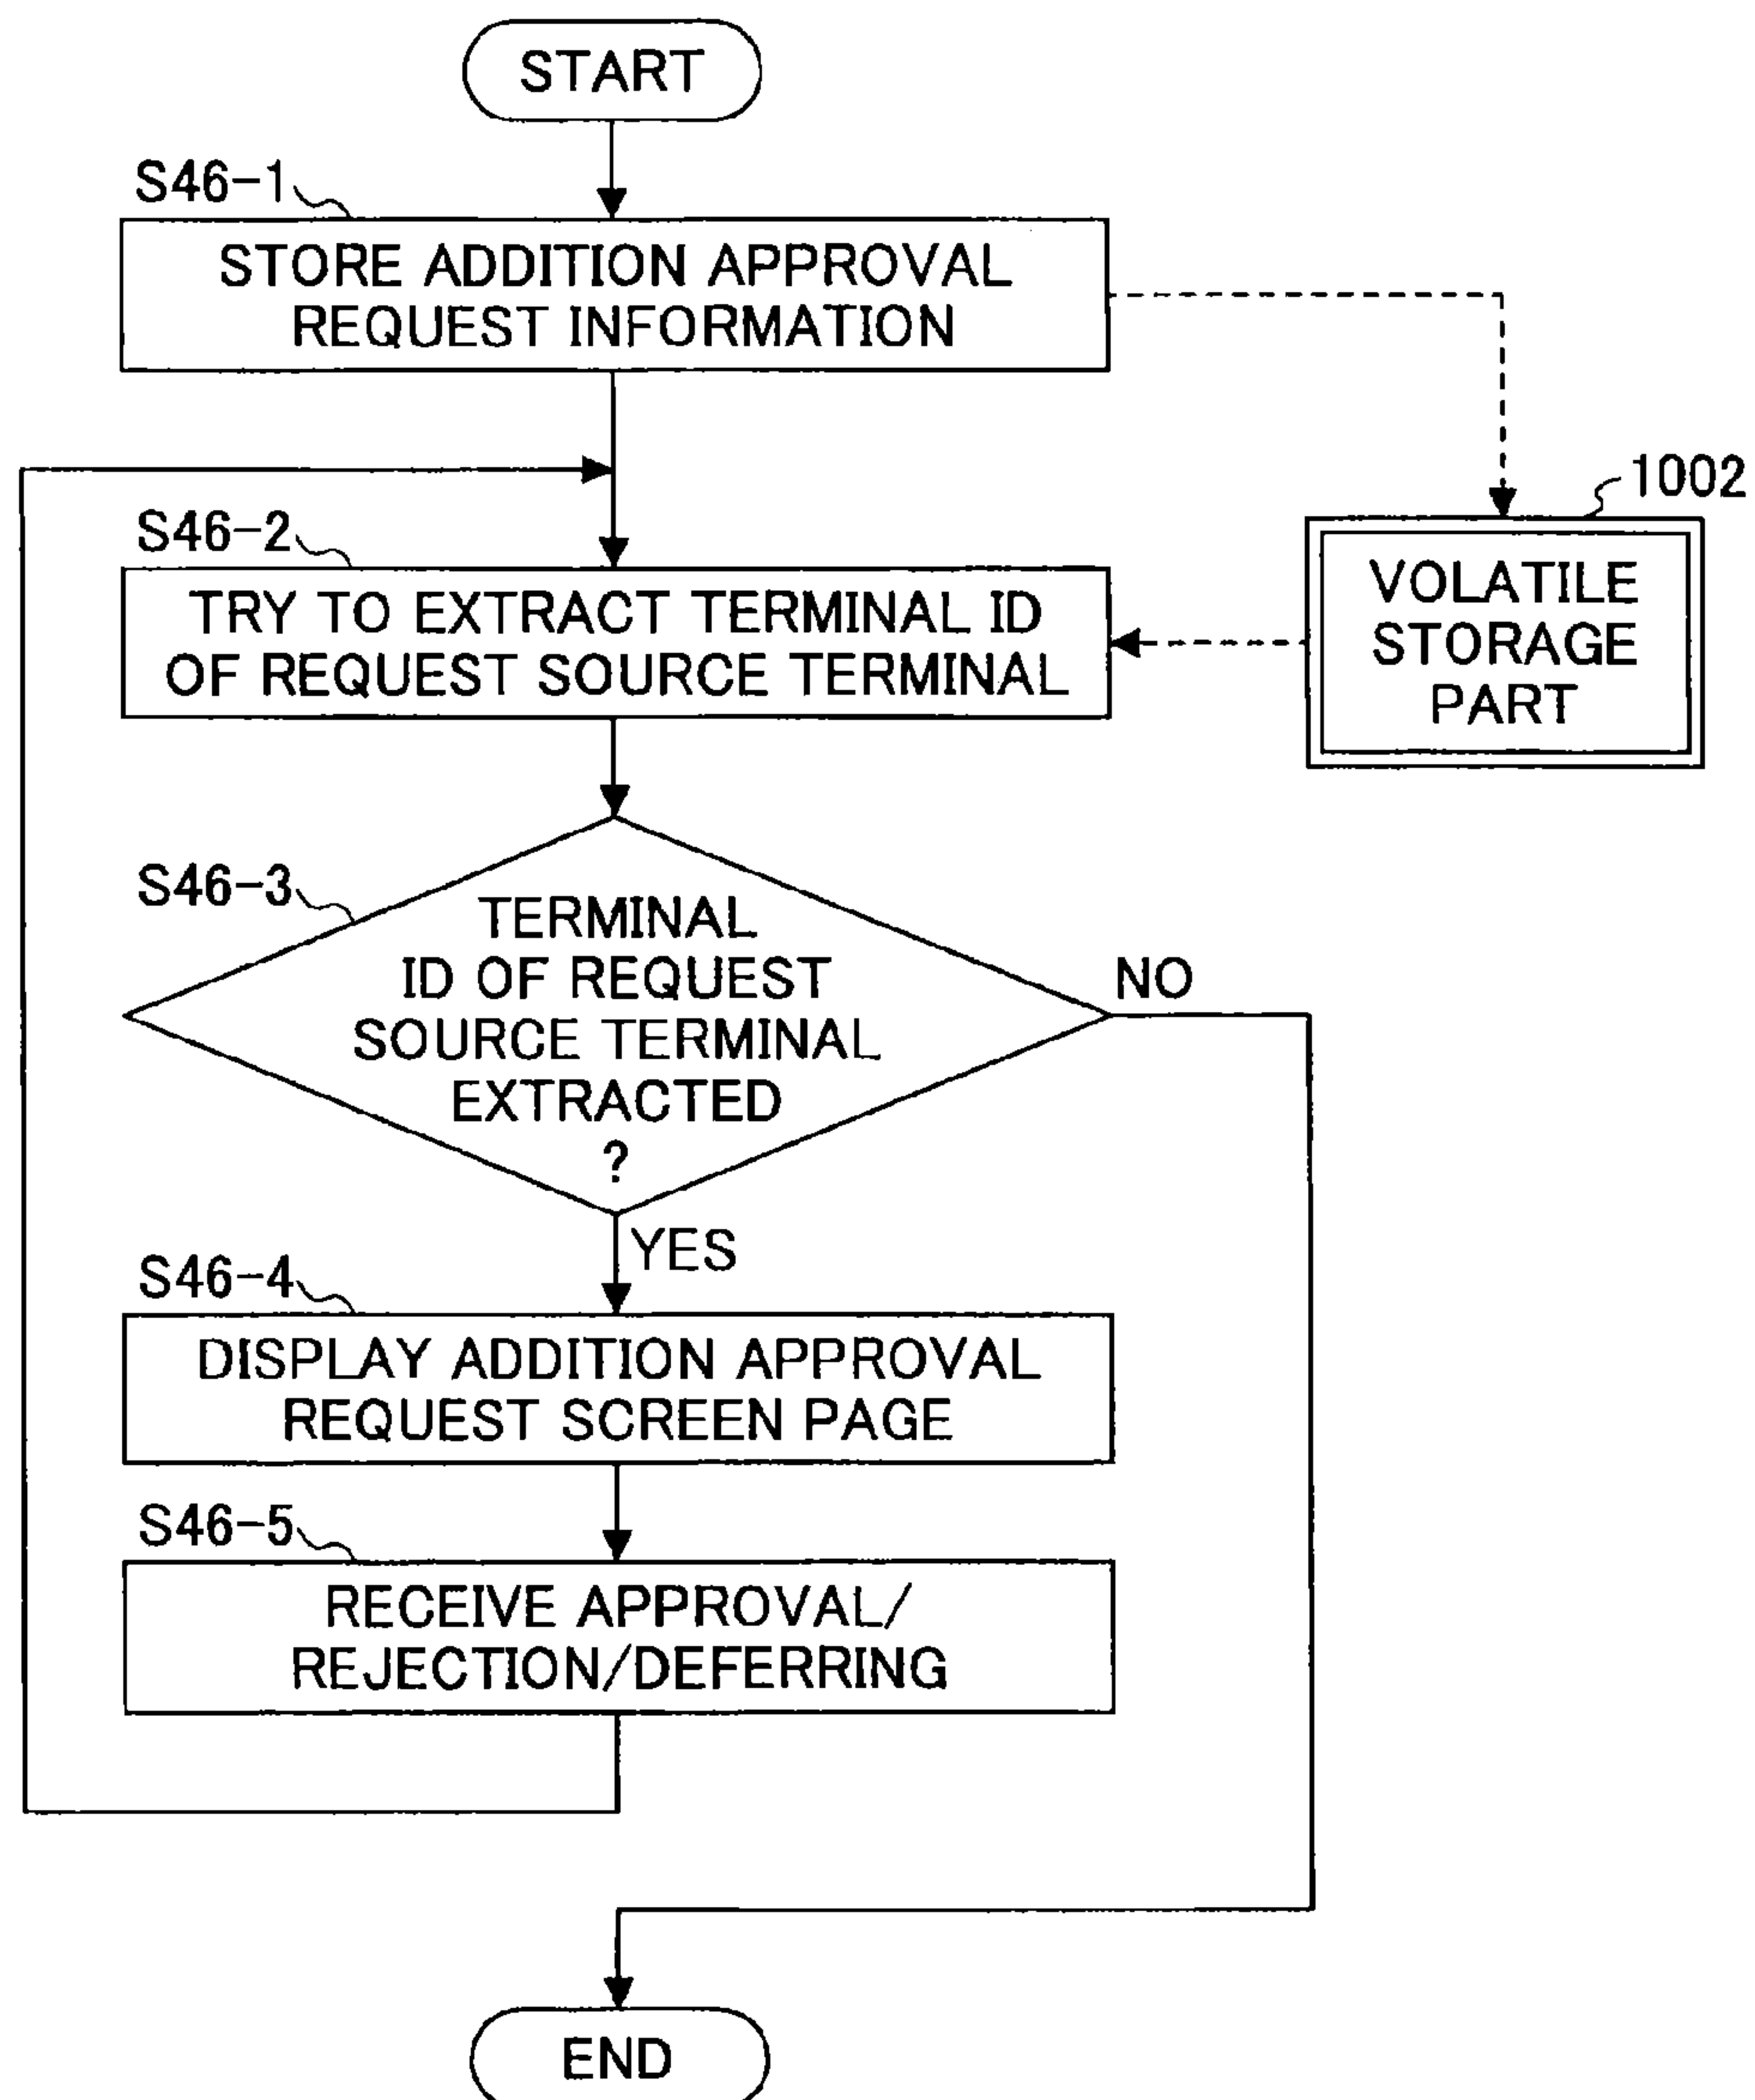 START
S46-1
STORE ADDITION APPROVAL
REQUEST INFORMATION
1002
VOLATILE
STORAGE
PART
S46-2
TRY TO EXTRACT TERMINAL ID
OF REQUEST SOURCE TERMINAL
S46-3
TERMINAL
ID OF REQUEST
SOURCE TERMINAL
EXTRACTED
?
NO
YES
S46-4
DISPLAY ADDITION APPROVAL
REQUEST SCREEN PAGE
S46-5
RECEIVE APPROVAL/
REJECTION/DEFERRING
END